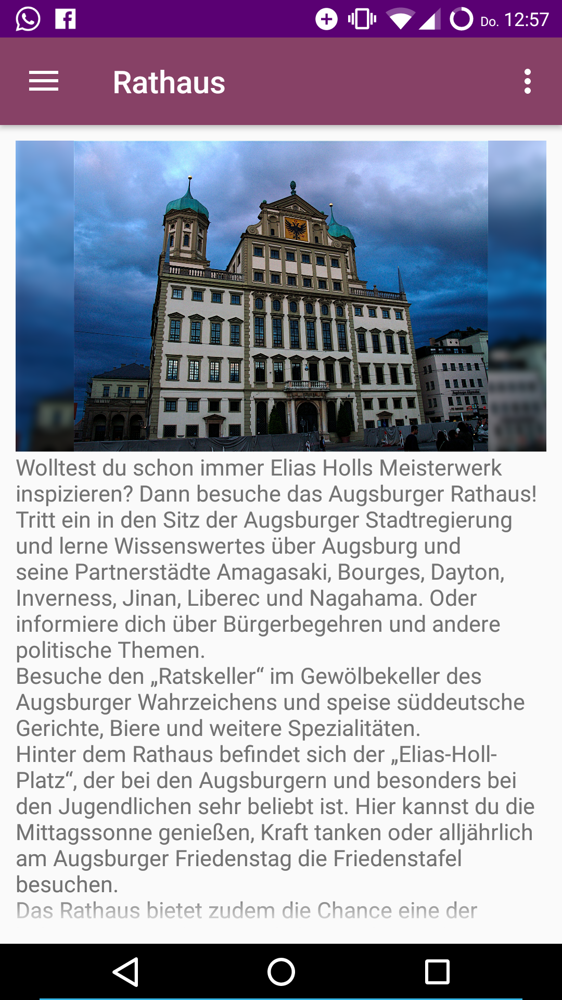 Do. 12:57
Rathaus
Wolltest du schon immer Elias Holls Meisterwerk
inspizieren? Dann besuche das Augsburger Rathaus!
Tritt ein in den Sitz der Augsburger Stadtregierung
und lerne Wissenswertes über Augsburg und
seine Partnerstädte Amagasaki, Bourges, Dayton,
Inverness, Jinan, Liberec und Nagahama. Oder
informiere dich über Bürgerbegehren und andere
politische Themen.
Besuche den „Ratskeller“ im Gewölbekeller des
Augsburger Wahrzeichens und speise süddeutsche
Gerichte, Biere und weitere Spezialitäten.
Hinter dem Rathaus befindet sich der „Elias-Holl-
Platz“, der bei den Augsburgern und besonders bei
den Jugendlichen sehr beliebt ist. Hier kannst du die
Mittagssonne genießen, Kraft tanken oder alljährlich
am Augsburger Friedenstag die Friedenstafel
besuchen.
Das Rathaus bietet zudem die Chance eine der